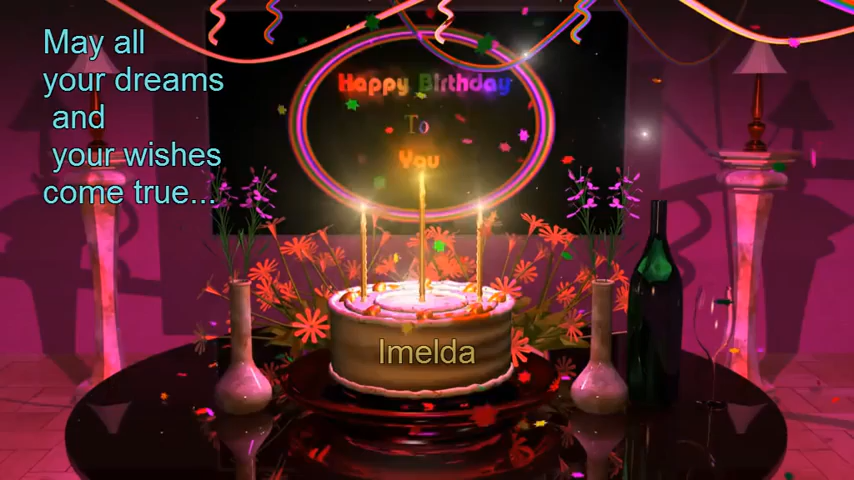 May all
your dreams
and
your wishes
come true...
Happy Birthday
To
You
Imelda